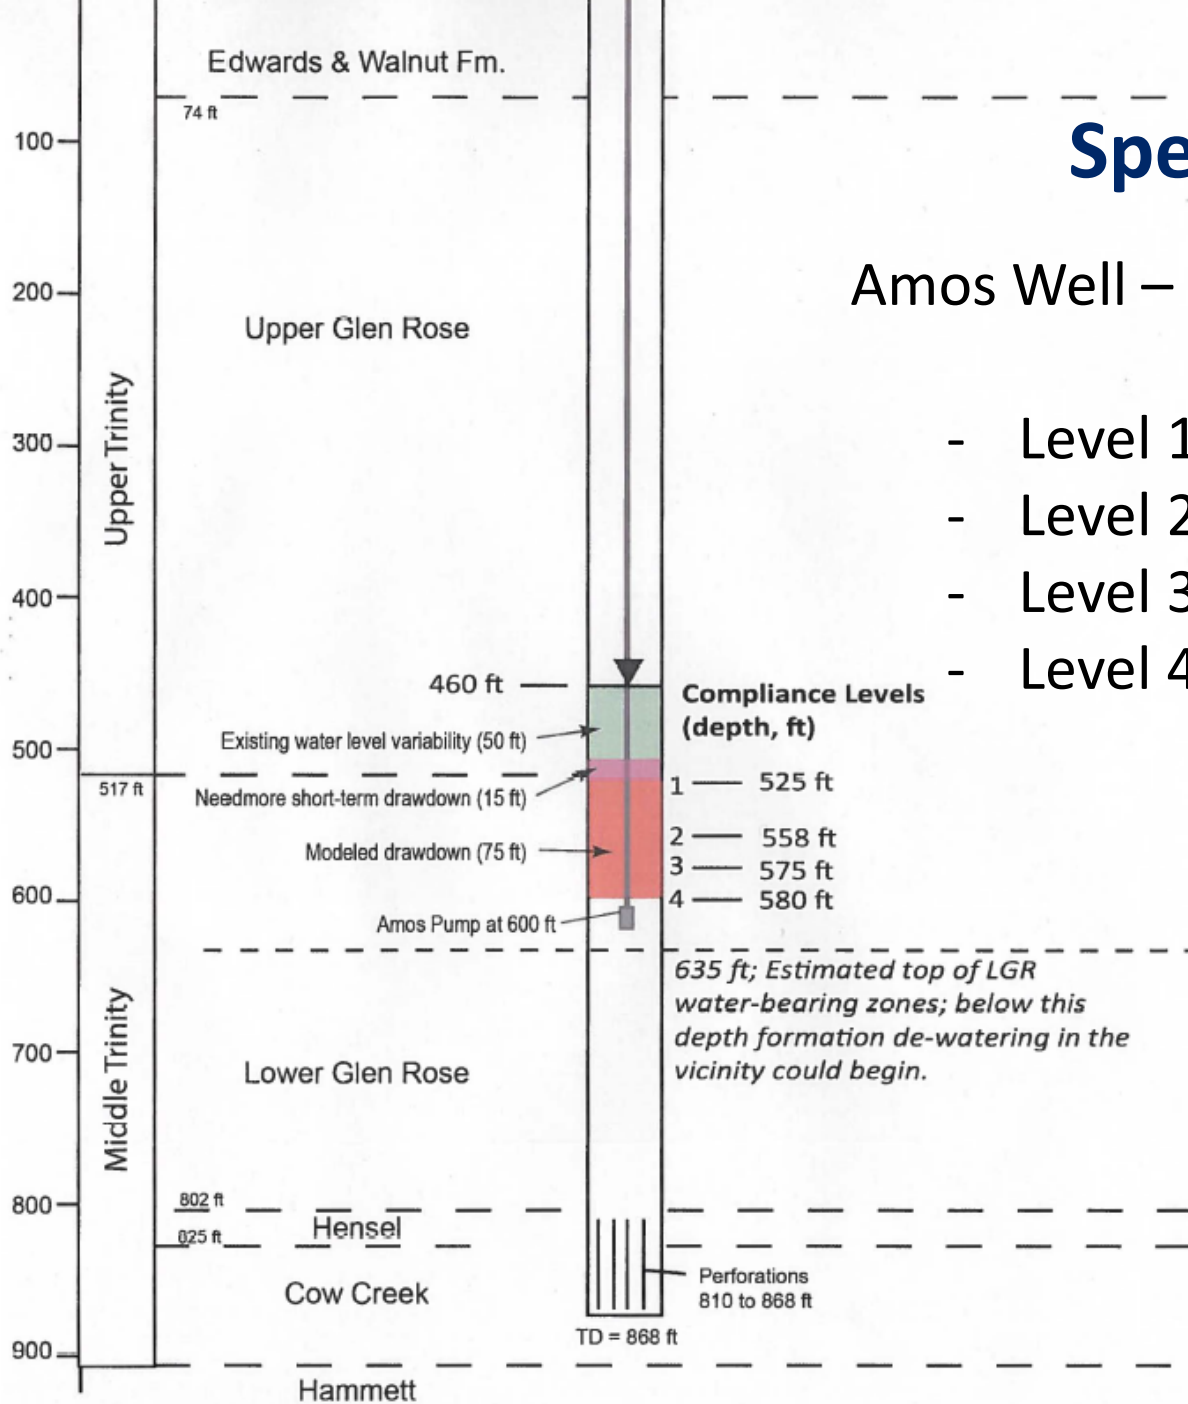 Edwards & Walnut Fm.
74 ft
100
Spe
200
Amos Well –
Upper Glen Rose
Upper Trinity
300
- Level 1
- Level 2
400
- Level 3
- Level 4
460 ft
Compliance Levels
(depth, ft)
500
Existing water level variability (50 ft)
517 ft
Needmore short-term drawdown (15 ft)
1 525 ft
2 558 ft
Modeled drawdown (75 ft)
3 575 ft
600
4 580 ft
Amos Pump at 600 ft
635 ft; Estimated top of LGR
water-bearing zones; below this
depth formation de-watering in the
vicinity could begin.
700
Lower Glen Rose
Middle Trinity
800
802 ft
Hensel
825 ft
Cow Creek
Perforations
810 to 868 ft
TD = 868 ft
900
Hammett